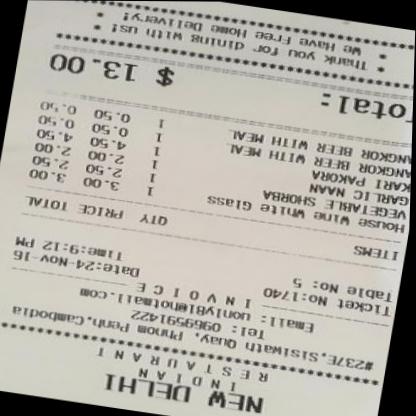 NEW DELHI
INDIAN
RESTAURANT
#237E.Sisiwath Quay, Phnom Penh,Cambodia
Tel: 0969591422
INVOICE
Ticket No:1740 Date:24-Nov-16
Table No: 5 Time:9:12 PM
ITEMS QTY PRICE TOTAL
House Wine White Glass 1 3.00 3.00
VEGETABLE SHORBA 1 2.50 2.50
GARLIC NAAN 1 2.00 2.00
KARI PAKORA 1 4.50 4.50
ANGKOR BEER WITH MEAL 1 0.50 0.50
ANGKOR BEER WITH MEAL 1 0.50 0.50
Total: $ 13.00
* Thank you for dining with us! *
* We Have Free Home Delivery! *